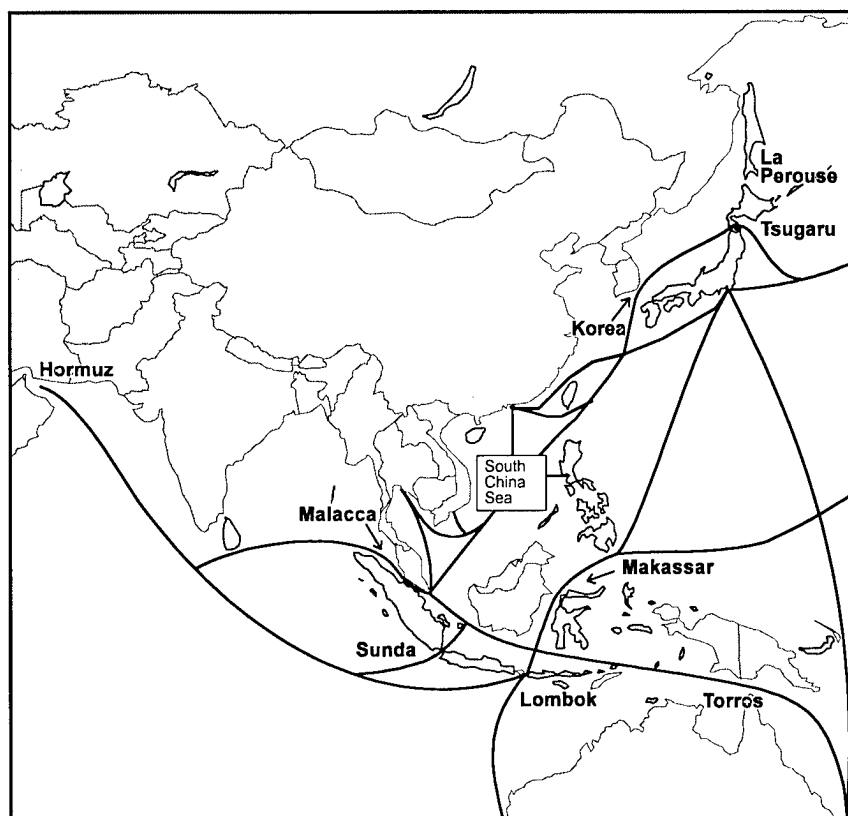 La
Perouse
Tsugaru
Korea
Hormuz
South
China
Sea
Malacca
Makassar
Sunda
Lombok
Torros